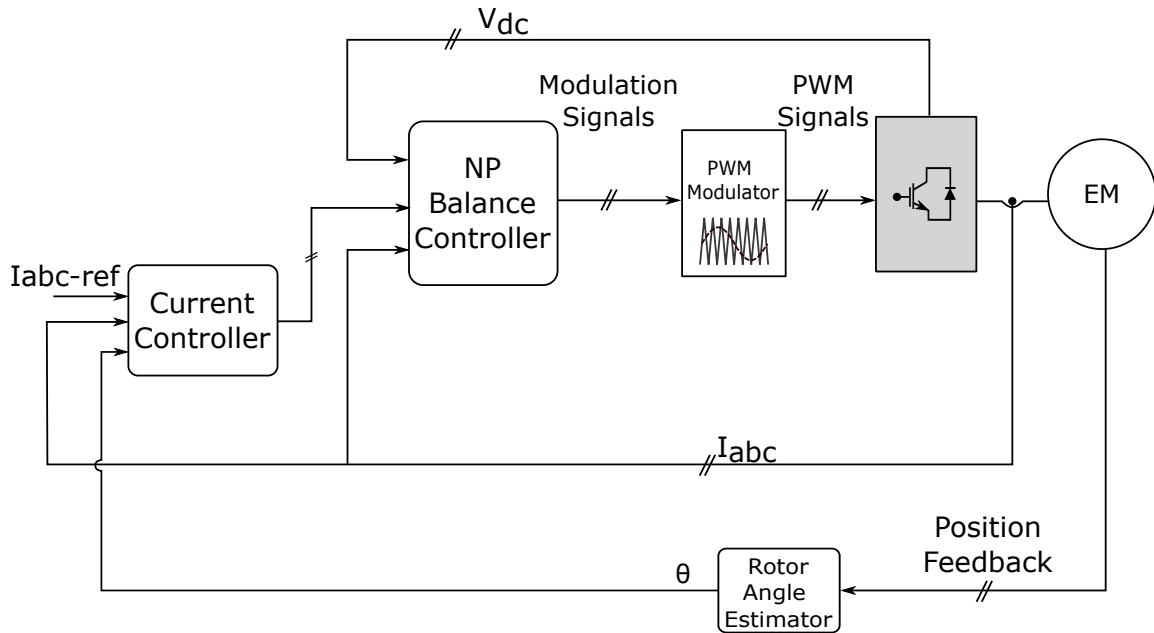 Vdc
Modulation
Signals
PWM
Signals
NP
Balance
Controller
PWM
Modulator
EM
Iabc-ref
Current
Controller
Iabc
Position
Feedback
θ
Rotor
Angle
Estimator